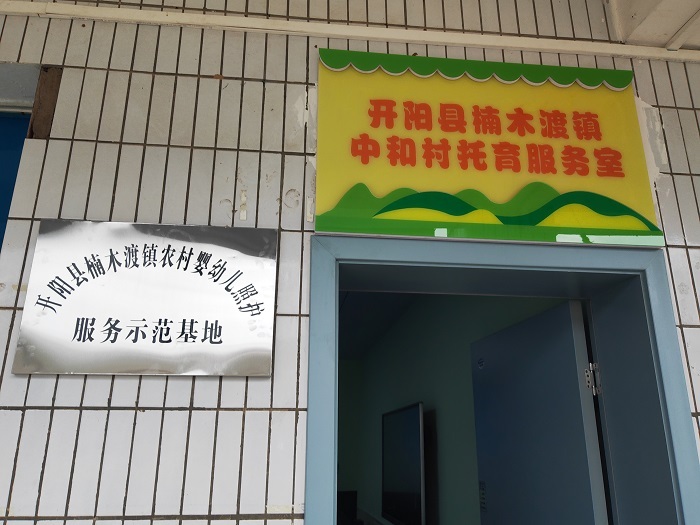 开阳县楠木渡镇
中和村托育服务室
开阳县楠木渡镇农村婴幼儿照护
服务示范基地